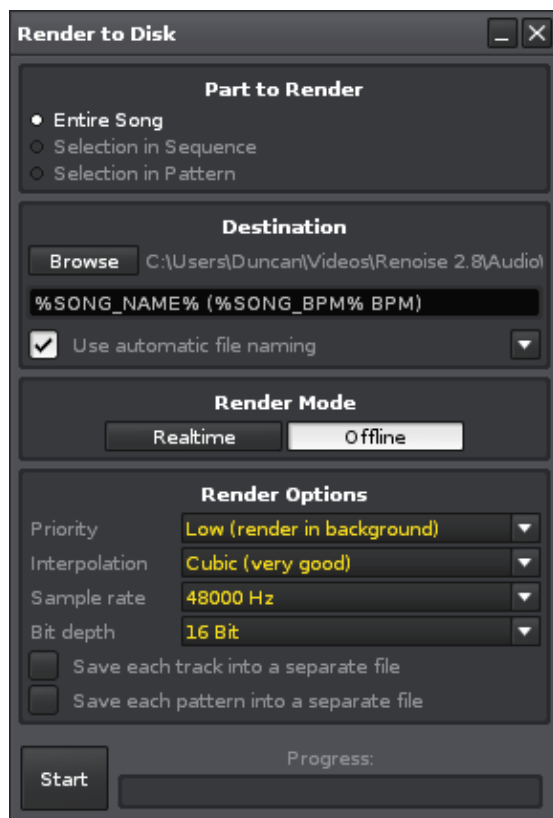 Render to Disk
Part to Render
Entire Song
Selection in Sequence
Selection in Pattern
Destination
Browse C:\Users\Duncan\Videos\Renoise 2.8\Audio\
%SONG_NAME% (%SONG_BPM% BPM)
Use automatic file naming
Render Mode
Realtime Offline
Render Options
Priority Low (render in background)
Interpolation Cubic (very good)
Sample rate 48000 Hz
Bit depth 16 Bit
Save each track into a separate file
Save each pattern into a separate file
Progress:
Start